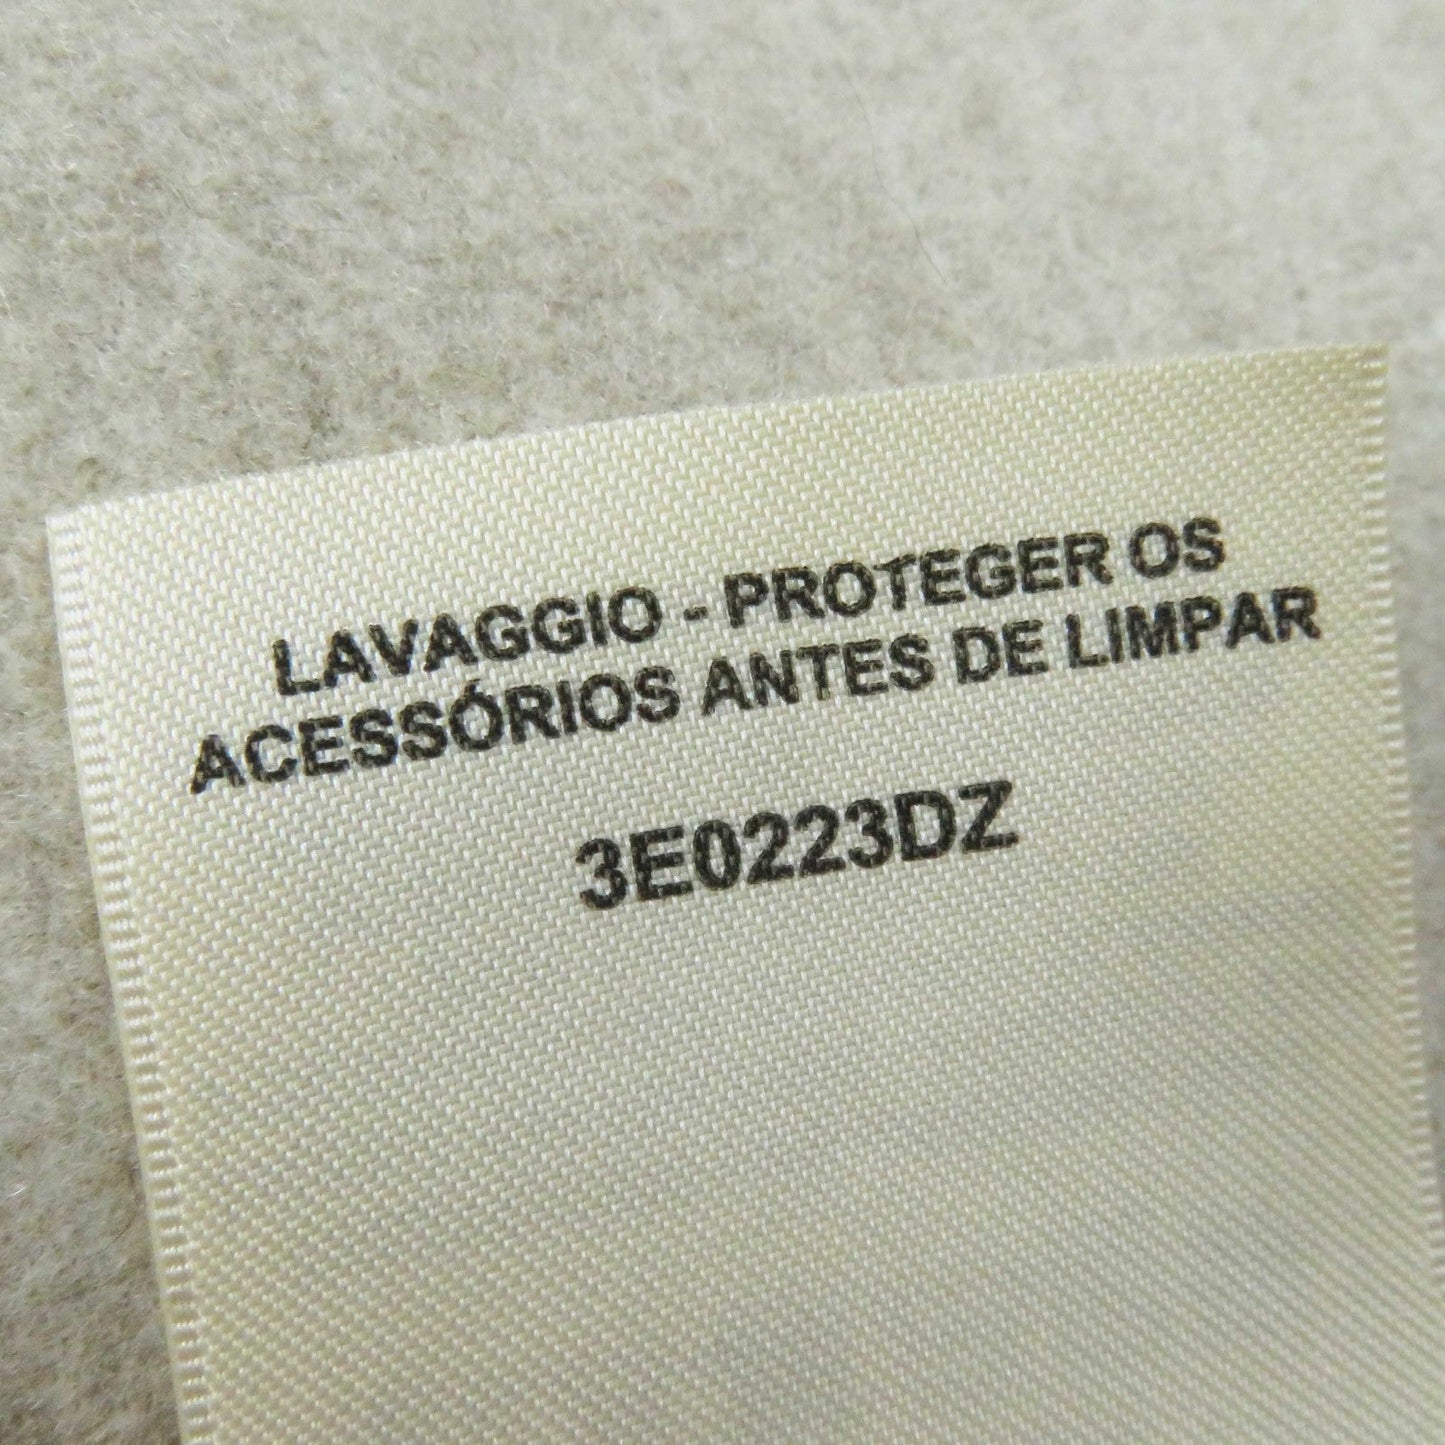 LAVAGGIO - PROTEGER OS
ACESSÓRIOS ANTES DE LIMPAR
3E0223DZ